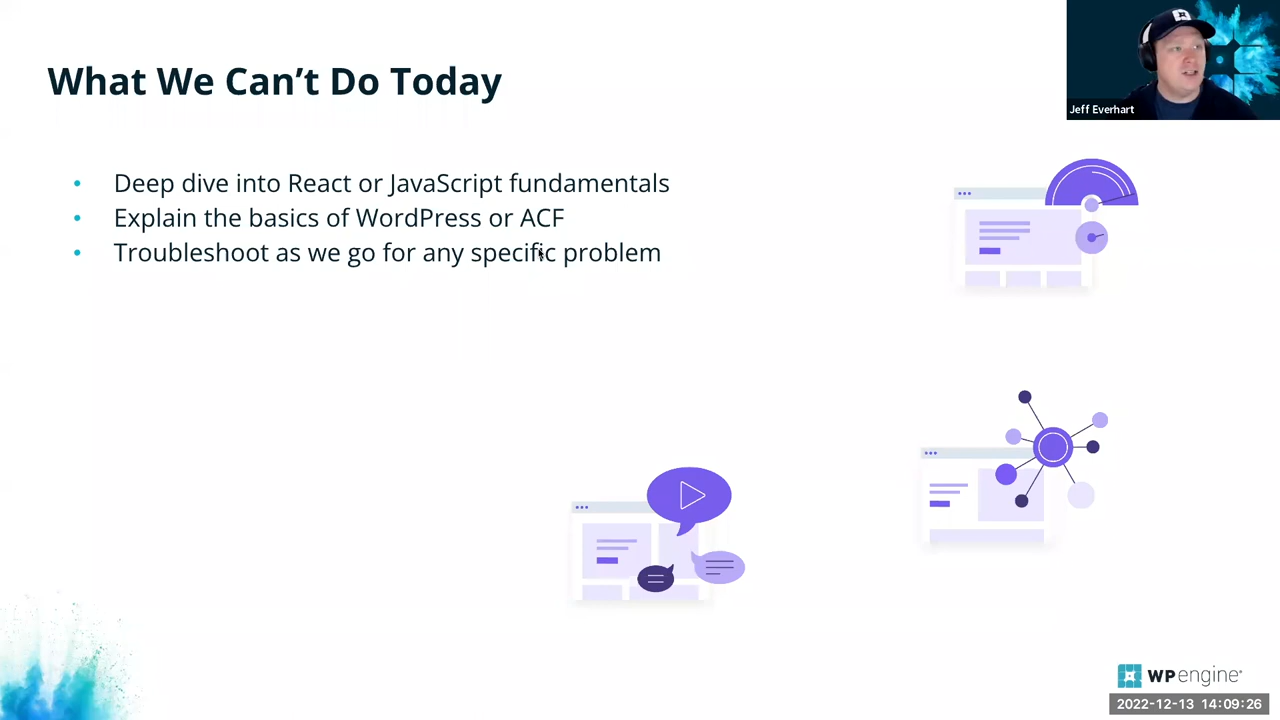 What We Can’t Do Today
Jeff Everhart
• Deep dive into React or JavaScript fundamentals
• Explain the basics of WordPress or ACF
• Troubleshoot as we go for any specific problem
WP engine
2022-12-13 14:09:26